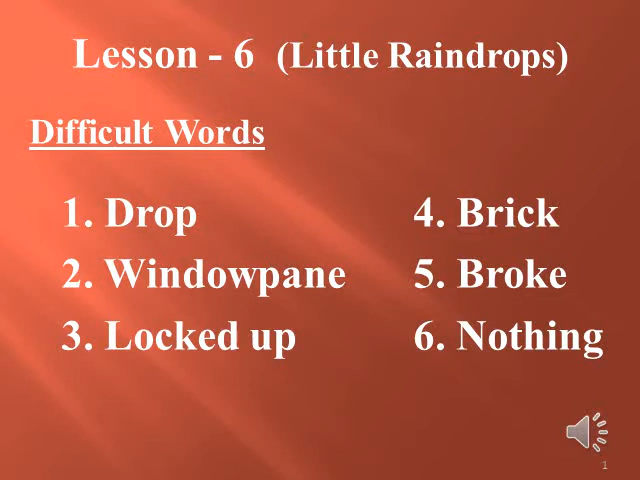 Lesson - 6 (Little Raindrops)
Difficult Words
1. Drop
2. Windowpane
3. Locked up
4. Brick
5. Broke
6. Nothing
1